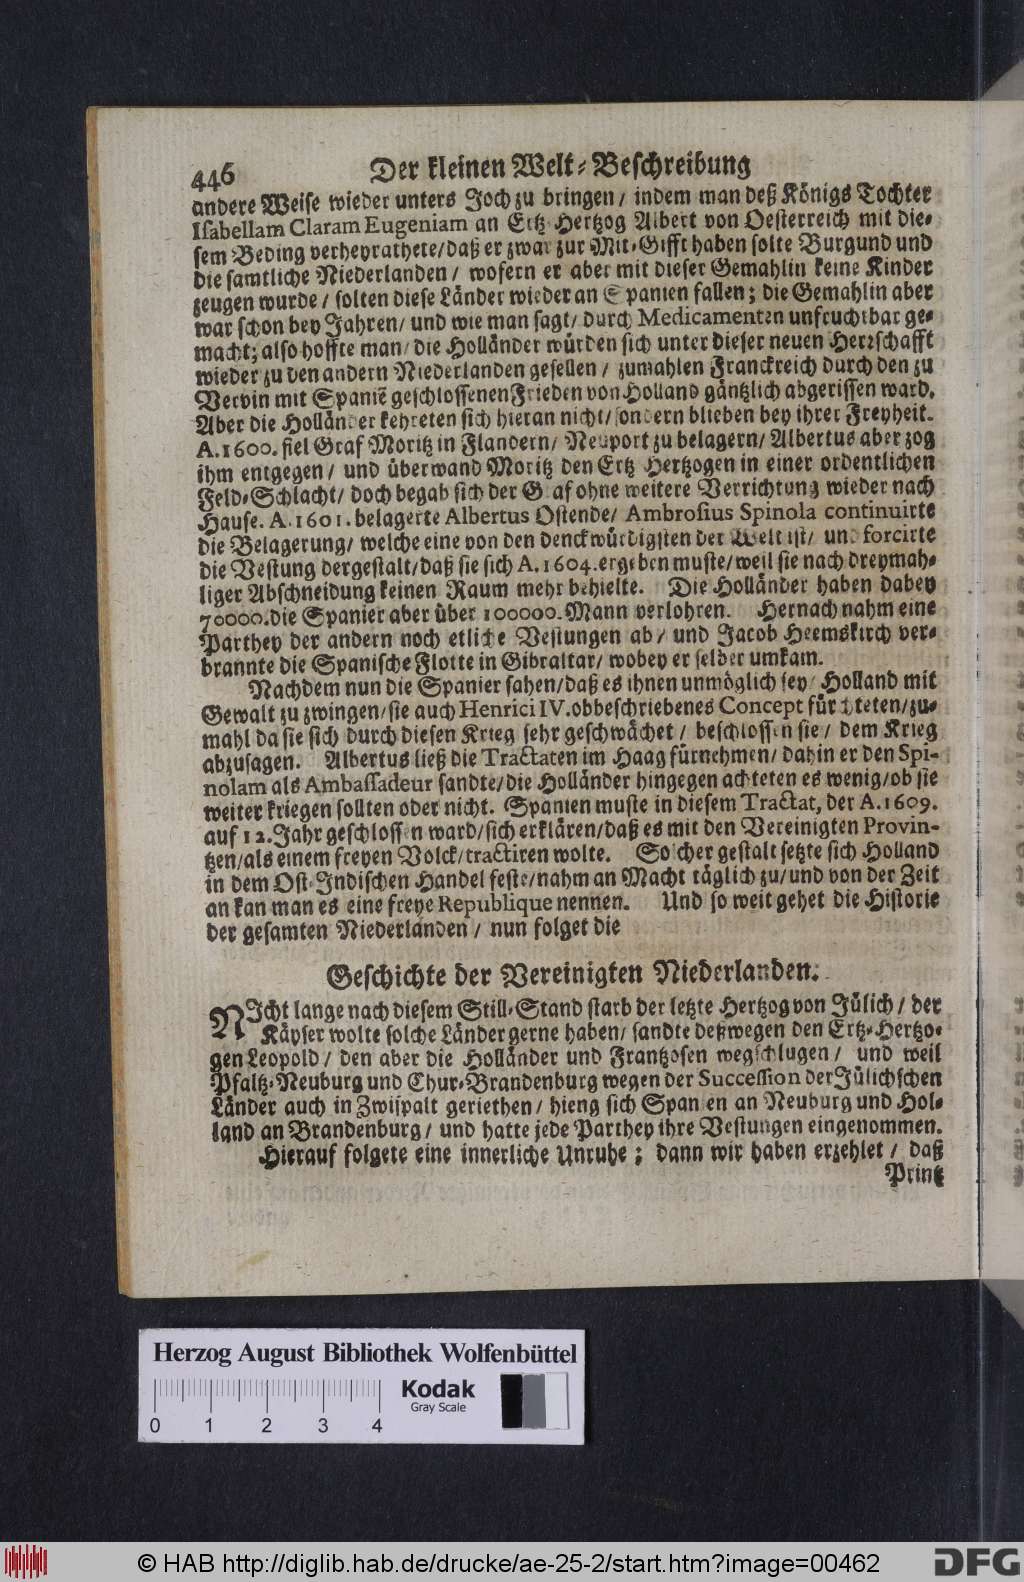 446 Der kleinen Welt-Beschreibung
andere Weise wieder unters Joch zu bringen / indem man deß Königs Tochter
Isabellam Claram Eugeniam an Ertz-Hertzog Albert von Oesterreich mit die-
sem Beding verheyrathete / daß er zwar zur Mit-Gifft haben solte Burgund und
die samtliche Niederlanden / wofern er aber mit dieser Gemahlin keine Kinder
zeugen wurde / solten diese Länder wieder an Spanien fallen; die Gemahlin aber
war schon bey Jahren / und wie man sagt / durch Medicamenten unfruchtbar ge-
macht; also hoffte man / die Holländer würden sich unter dieser neuen Herrschafft
wieder zu den andern Niederlanden gesellen / zumahlen Franckreich durch den zu
Vervin mit Spaniē geschlossenen Frieden von Holland gäntzlich abgerissen ward.
Aber die Holländer kehreten sich hieran nicht / sondern blieben bey ihrer Freyheit.
A. 1600. fiel Graf Moritz in Flandern / Neuport zu belagern / Albertus aber zog
ihm entgegen / und überwand Moritz den Ertz-Hertzogen in einer ordentlichen
Feld-Schlacht / doch begab sich der Graf ohne weitere Verrichtung wieder nach
Hause. A. 1601. belagerte Albertus Ostende / Ambrosius Spinola continuirte
die Belagerung / welche eine von den denckwürdigsten der Welt ist / und forcirte
die Vestung dergestalt / daß sie sich A. 1604. ergeben muste / weil sie nach dreymah-
liger Abschneidung keinen Raum mehr behielte. Die Holländer haben dabey
70000. die Spanier aber über 100000. Mann verlohren. Hernach nahm eine
Parthey der andern noch etliche Vestungen ab / und Jacob Heemskirch ver-
brannte die Spanische Flotte in Gibraltar / wobey er selber umkam.
Nachdem nun die Spanier sahen / daß es ihnen unmöglich sey / Holland mit
Gewalt zu zwingen / sie auch Henrici IV. obbeschriebenes Concept fürchteten / zu-
mahl da sie sich durch diesen Krieg sehr geschwächet / beschlossen sie / dem Krieg
abzusagen. Albertus ließ die Tractaten im Haag fürnehmen / dahin er den Spi-
nolam als Ambassadeur sandte / die Holländer hingegen achteten es wenig / ob sie
weiter kriegen sollten oder nicht. Spanien muste in diesem Tractat, der A. 1609.
auf 12. Jahr geschlossen ward / sich erklären / daß es mit den Vereinigten Provin-
tzen / als einem freyen Volck / tractiren wolte. Solcher gestalt setzte sich Holland
in dem Ost-Indischen Handel feste / nahm an Macht täglich zu / und von der Zeit
an kan man es eine freye Republique nennen. Und so weit gehet die Historie
der gesamten Niederlanden / nun folget die
Geschichte der Vereinigten Niederlanden.
NIcht lange nach diesem Still-Stand starb der letzte Hertzog von Jülich / der
Käyser wolte solche Länder gerne haben / sandte deßwegen den Ertz-Hertzo-
gen Leopold / den aber die Holländer und Frantzosen wegschlugen / und weil
Pfaltz-Neuburg und Chur-Brandenburg wegen der Succession der Jülichschen
Länder auch in Zwispalt geriethen / hieng sich Spanien an Neuburg und Hol-
land an Brandenburg / und hatte jede Parthey ihre Vestungen eingenommen.
Hierauf folgete eine innerliche Unruhe; dann wir haben erzehlet / daß
Printz
Herzog August Bibliothek Wolfenbüttel
0 1 2 3 4
Kodak
Gray Scale
© HAB http://diglib.hab.de/drucke/ae-25-2/start.htm?image=00462
DFG